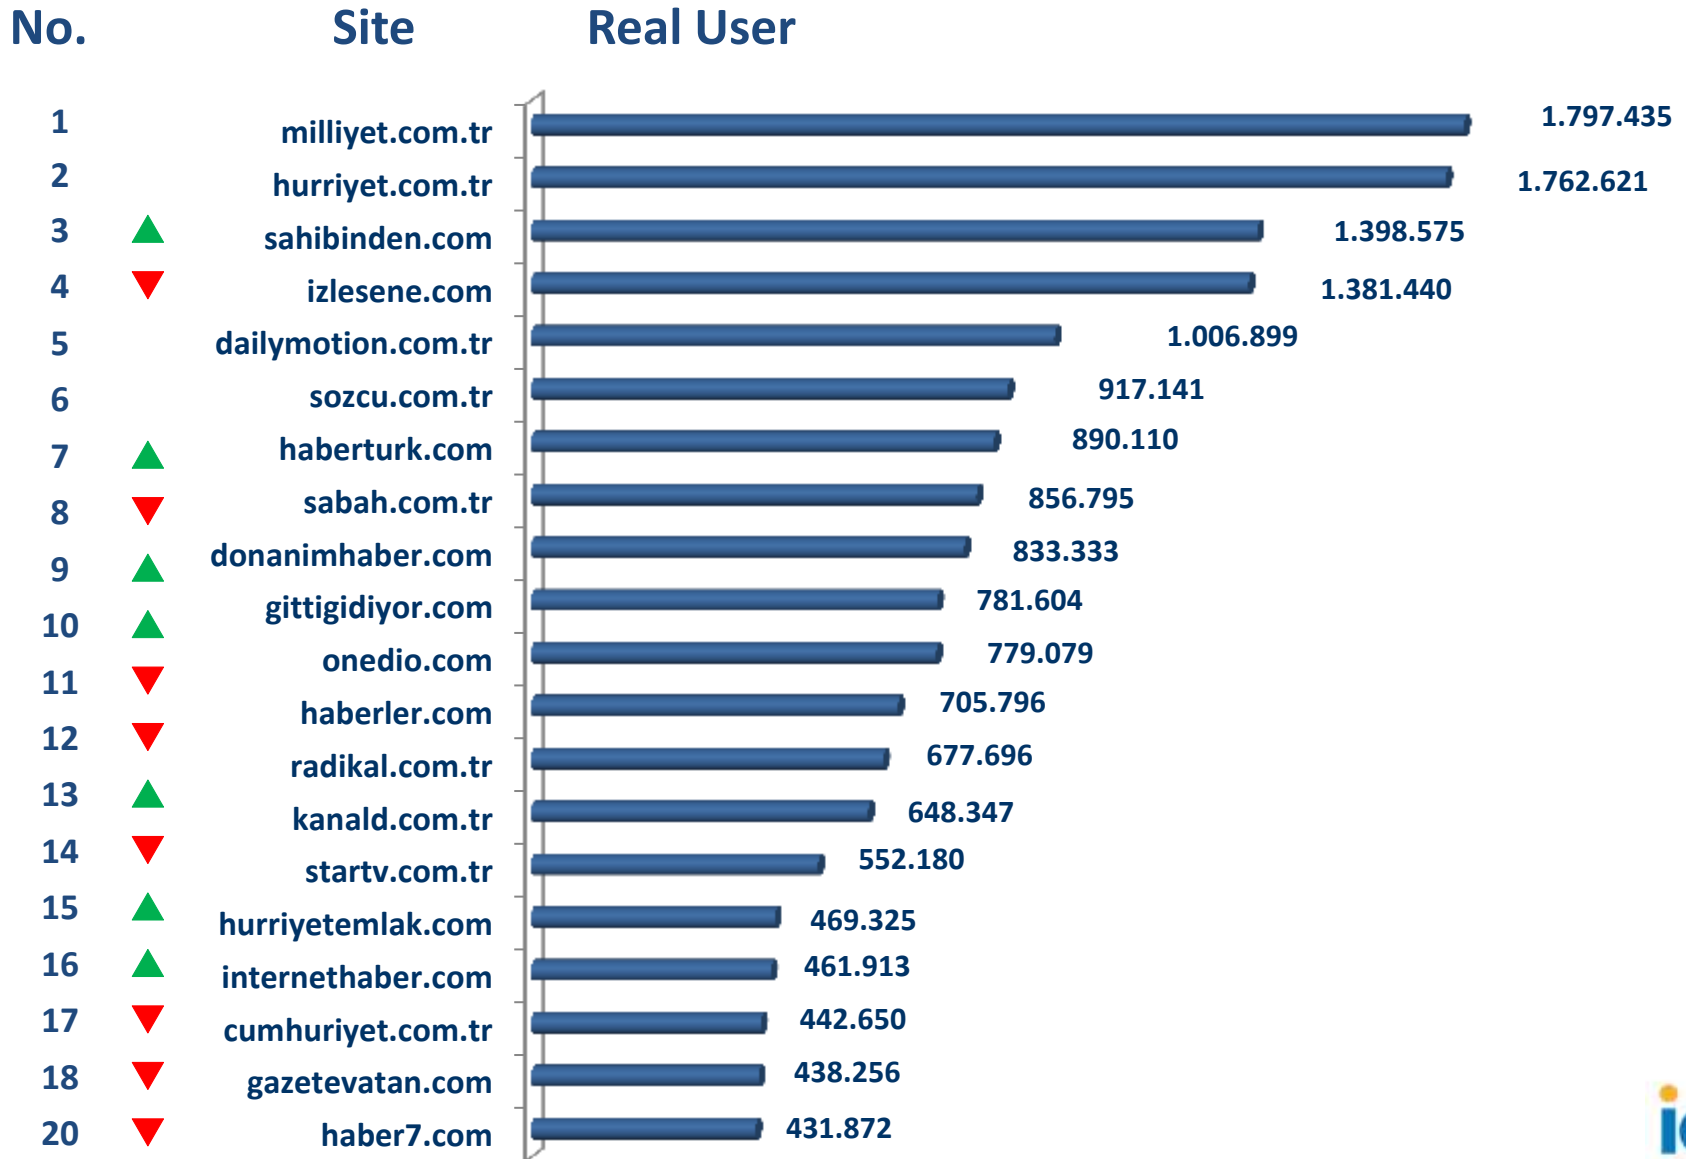 No. Site Real User
1 milliyet.com.tr 1.797.435
2 hurriyet.com.tr 1.762.621
3 sahibinden.com 1.398.575
4 izlesene.com 1.381.440
5 dailymotion.com.tr 1.006.899
6 sozcu.com.tr 917.141
7 haberturk.com 890.110
8 sabah.com.tr 856.795
9 donanimhaber.com 833.333
10 gittigidiyor.com 781.604
11 onedio.com 779.079
12 haberler.com 705.796
13 radikal.com.tr 677.696
14 kanald.com.tr 648.347
15 startv.com.tr 552.180
16 hurriyetemlak.com 469.325
17 internethaber.com 461.913
18 cumhuriyet.com.tr 442.650
20 gazetevatan.com 438.256
haber7.com 431.872